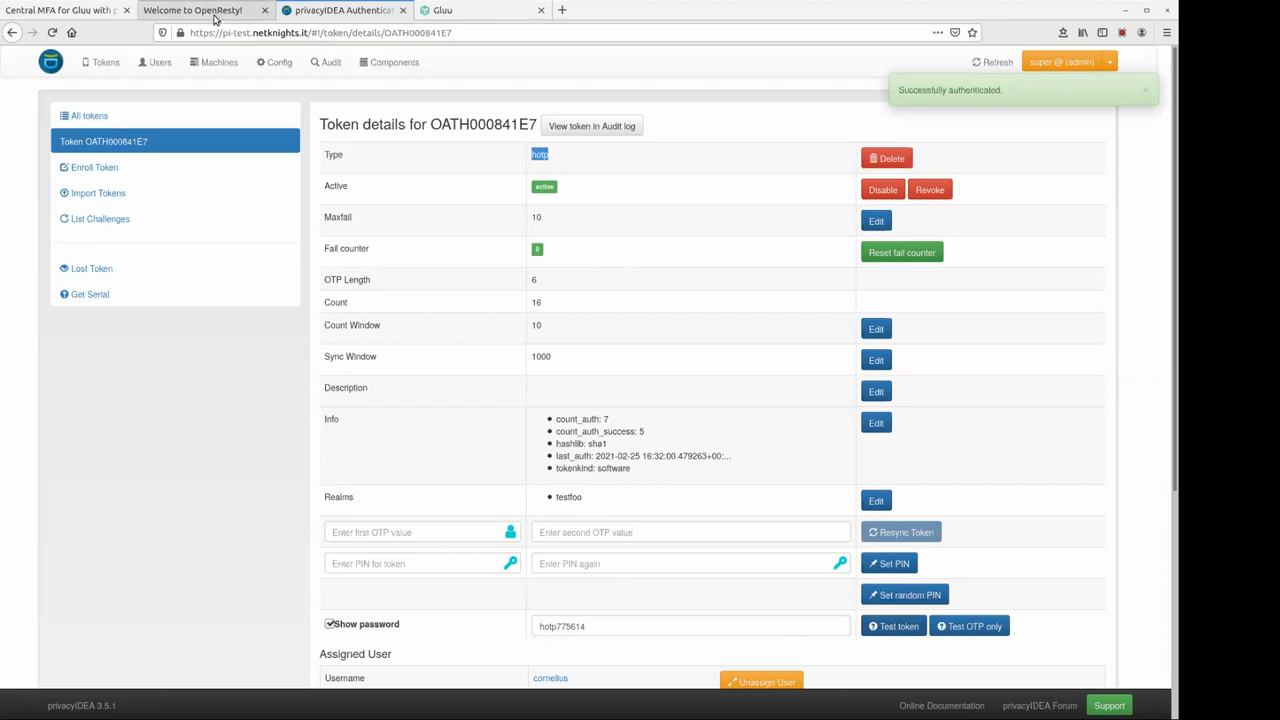 Central MFA for Gluu with p
Welcome to OpenResty!
privacyIDEA Authenticat
Gluu
https://pi-test.netknights.it/#!/token/details/OATH000841E7
Tokens
Users
Machines
Config
Audit
Components
Refresh
super @ (admin)
Successfully authenticated.
All tokens
Token OATH000841E7
Enroll Token
Import Tokens
List Challenges
Lost Token
Get Serial
Token details for OATH000841E7
View token in Audit log
Type hotp Delete
Active active Disable Revoke
Maxfail 10 Edit
Fail counter 0 Reset fail counter
OTP Length 6
Count 16
Count Window 10 Edit
Sync Window 1000 Edit
Description Edit
Info Edit
count_auth: 7
count_auth_success: 5
hashlib: sha1
last_auth: 2021-02-25 16:32:00.479263+00:...
tokenkind: software
Realms testfoo Edit
Enter first OTP value Enter second OTP value Resync Token
Enter PIN for token Enter PIN again Set PIN
Set random PIN
Show password hotp775614 Test token Test OTP only
Assigned User
Username cornelius Unassign User
privacyIDEA 3.5.1
Online Documentation
privacyIDEA Forum
Support